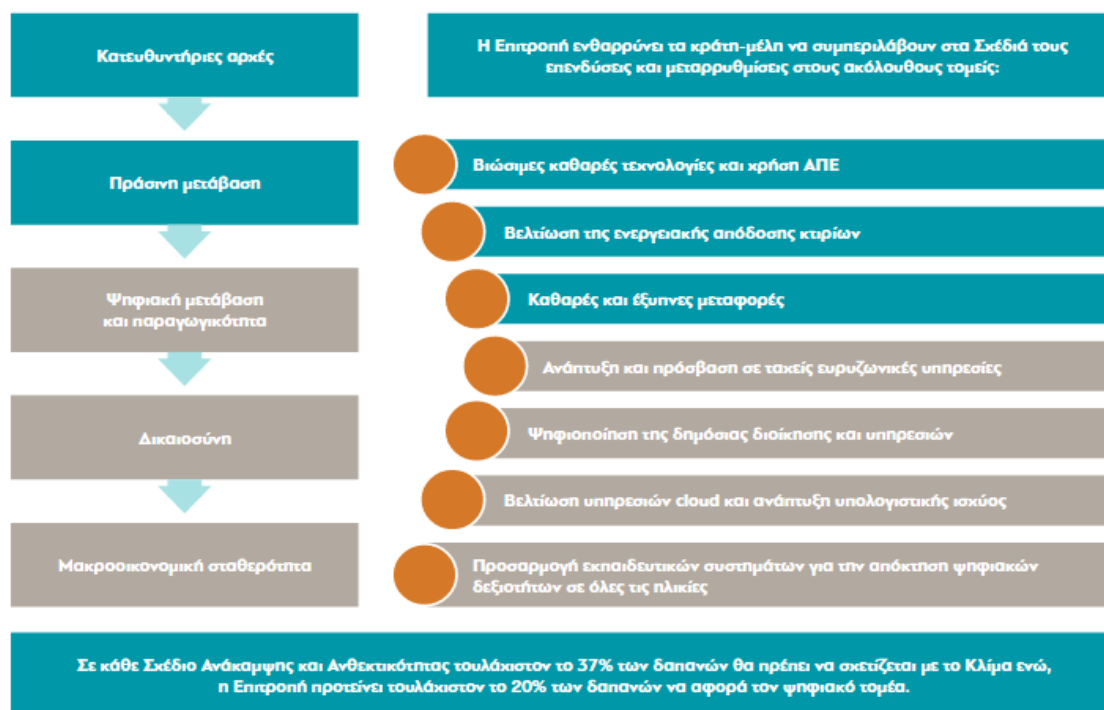 Κατευθυντήριες αρχές
Πράσινη μετάβαση
Ψηφιακή μετάβαση
και παραγωγικότητα
Δικαιοσύνη
Μακροοικονομική σταθερότητα
Η Επιτροπή ενθαρρύνει τα κράτη-μέλη να συμπεριλάβουν στα Σχέδιά τους
επενδύσεις και μεταρρυθμίσεις στους ακόλουθους τομείς:
Βιώσιμες καθαρές τεχνολογίες και χρήση ΑΠΕ
Βελτίωση της ενεργειακής απόδοσης κτιρίων
Καθαρές και έξυπνες μεταφορές
Ανάπτυξη και πρόσβαση σε ταχείς ευρυζωνικές υπηρεσίες
Ψηφιοποίηση της δημόσιας διοίκησης και υπηρεσιών
Βελτίωση υπηρεσιών cloud και ανάπτυξη υπολογιστικής ισχύος
Προσαρμογή εκπαιδευτικών συστημάτων για την απόκτηση ψηφιακών
δεξιοτήτων σε όλες τις ηλικίες
Σε κάθε Σχέδιο Ανάκαμψης και Ανθεκτικότητας τουλάχιστον το 37% των δαπανών θα πρέπει να σχετίζεται με το Κλίμα ενώ,
η Επιτροπή προτείνει τουλάχιστον το 20% των δαπανών να αφορά τον ψηφιακό τομέα.